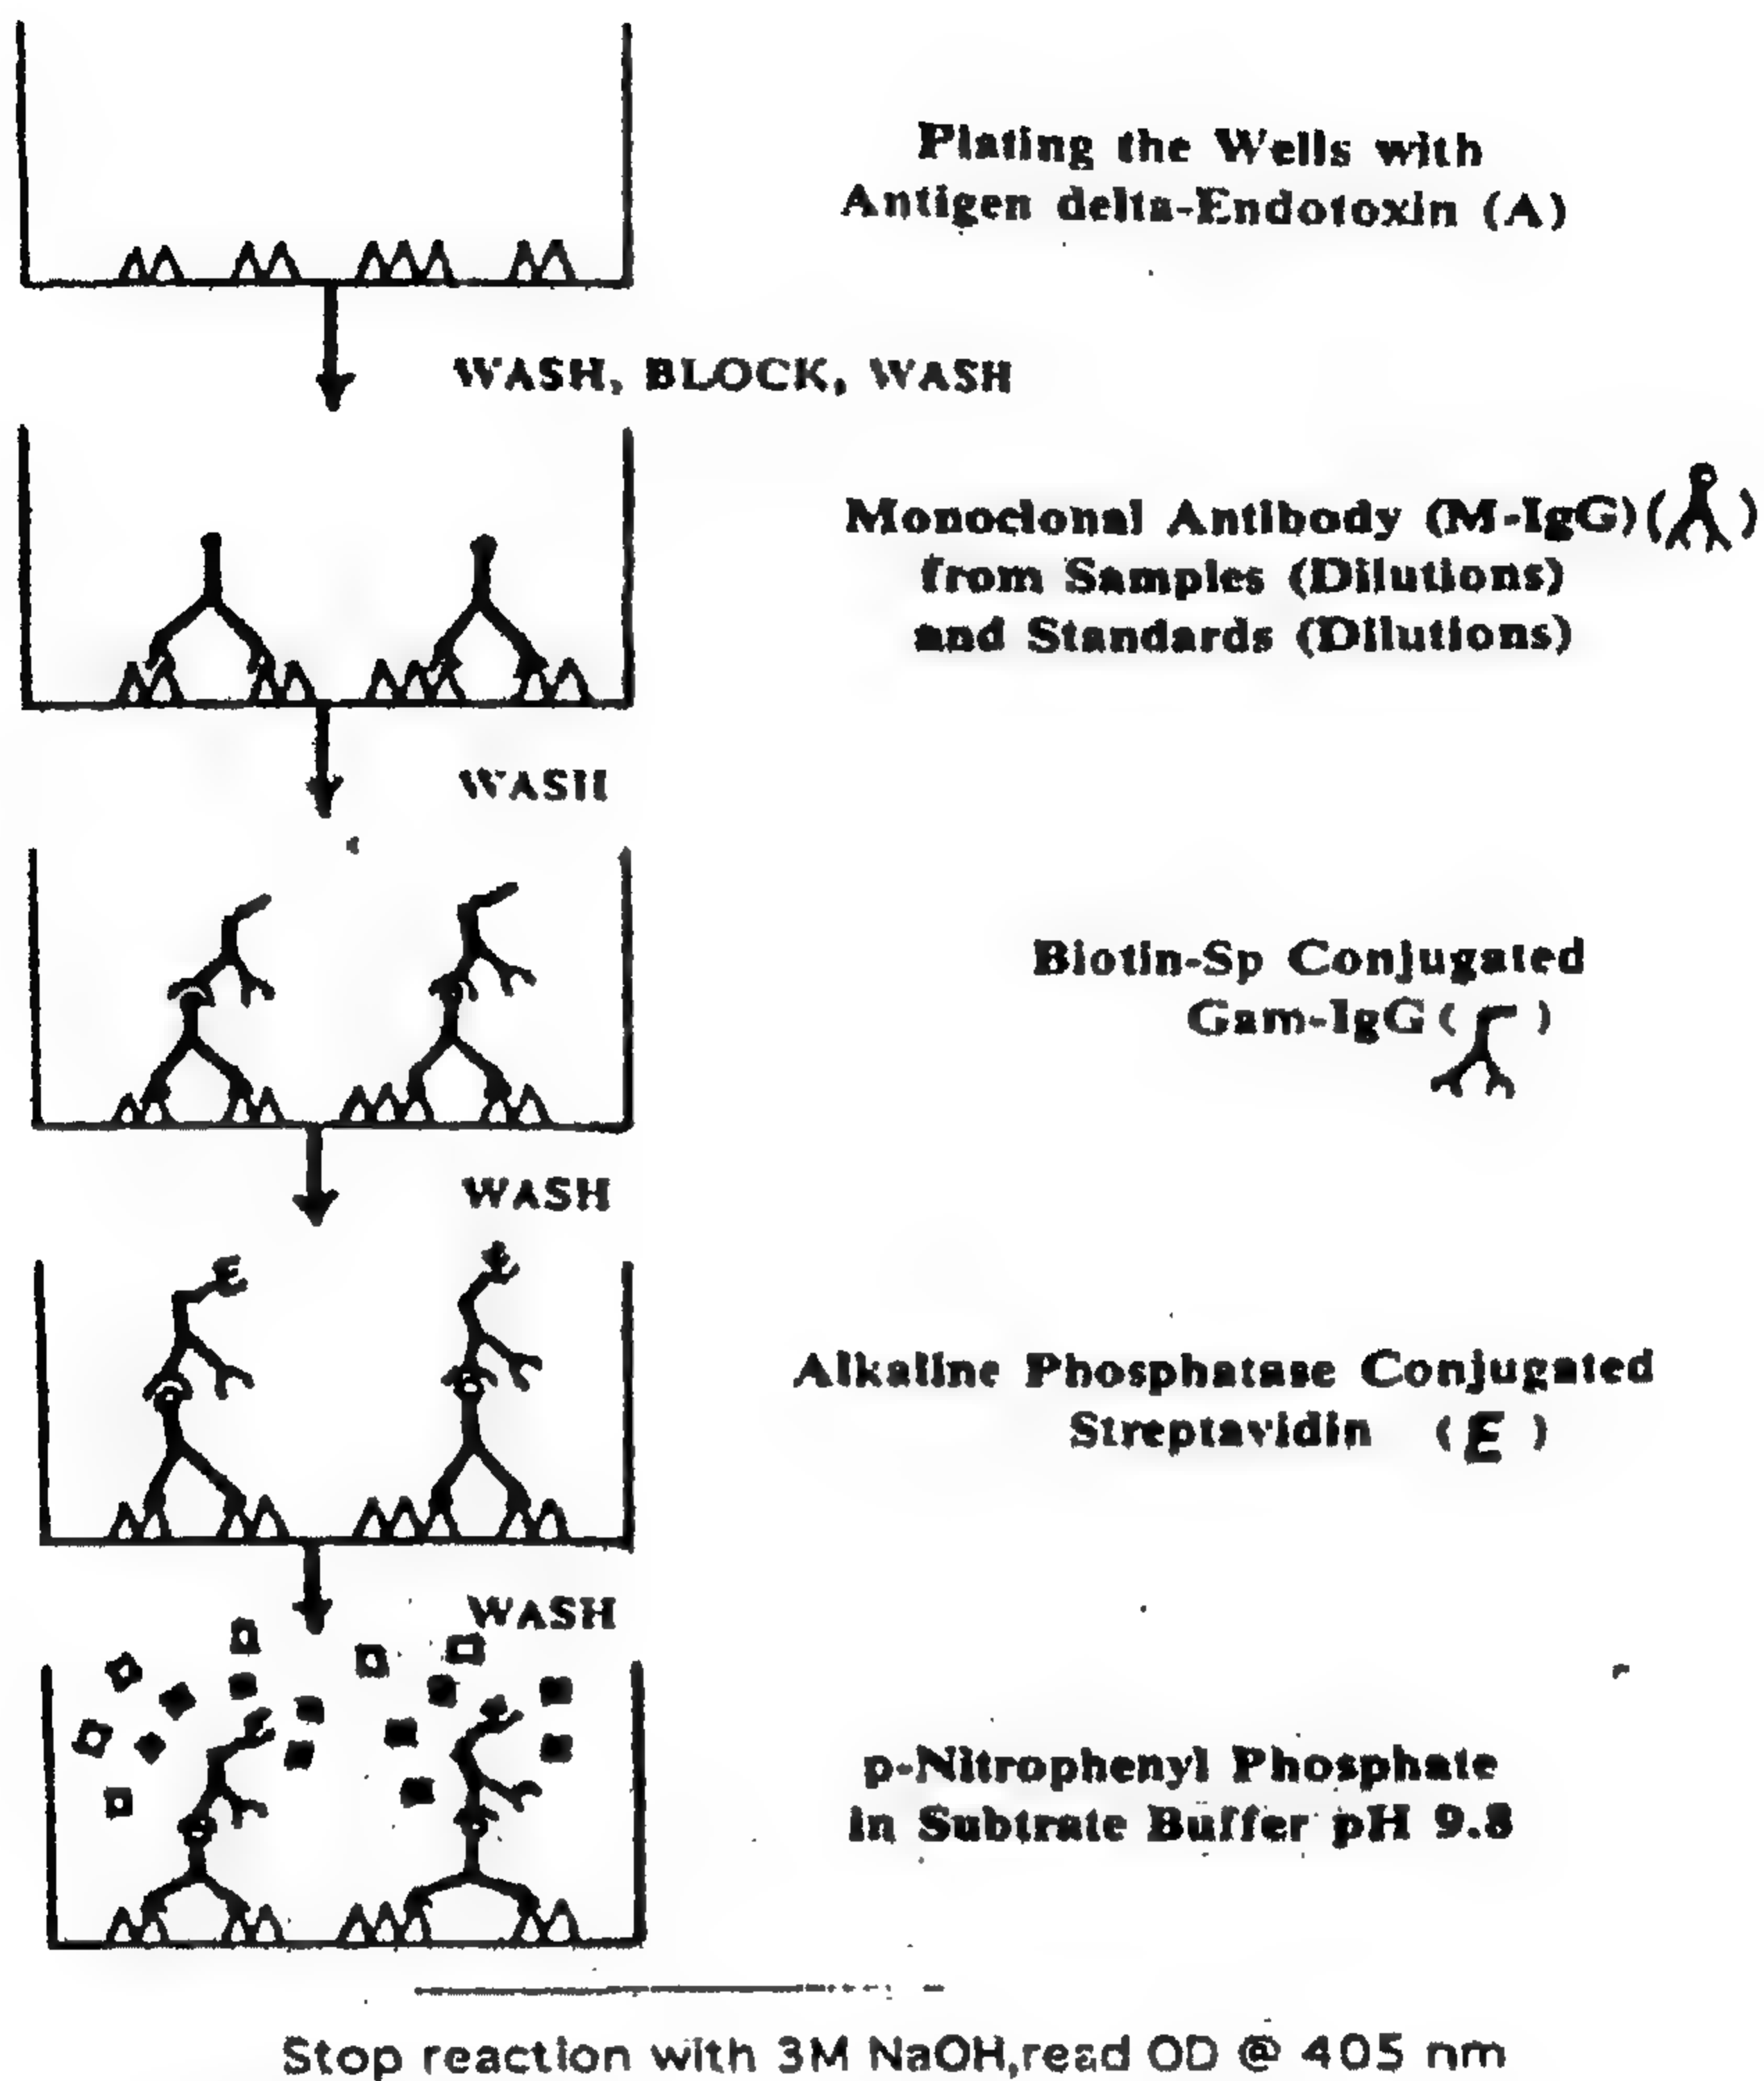 Plating the Wells with
Antigen delta-Endotoxin (A)
WASH, BLOCK, WASH
Monoclonal Antibody (M-IgG)( )
from Samples (Dilutions)
and Standards (Dilutions)
WASH
Biotin-Sp Conjugated
Gam-IgG ( )
WASH
Alkaline Phosphatase Conjugated
Streptavidin (E)
WASH
p-Nitrophenyl Phosphate
in Subtrate Buffer pH 9.8
Stop reaction with 3M NaOH,read OD @ 405 nm